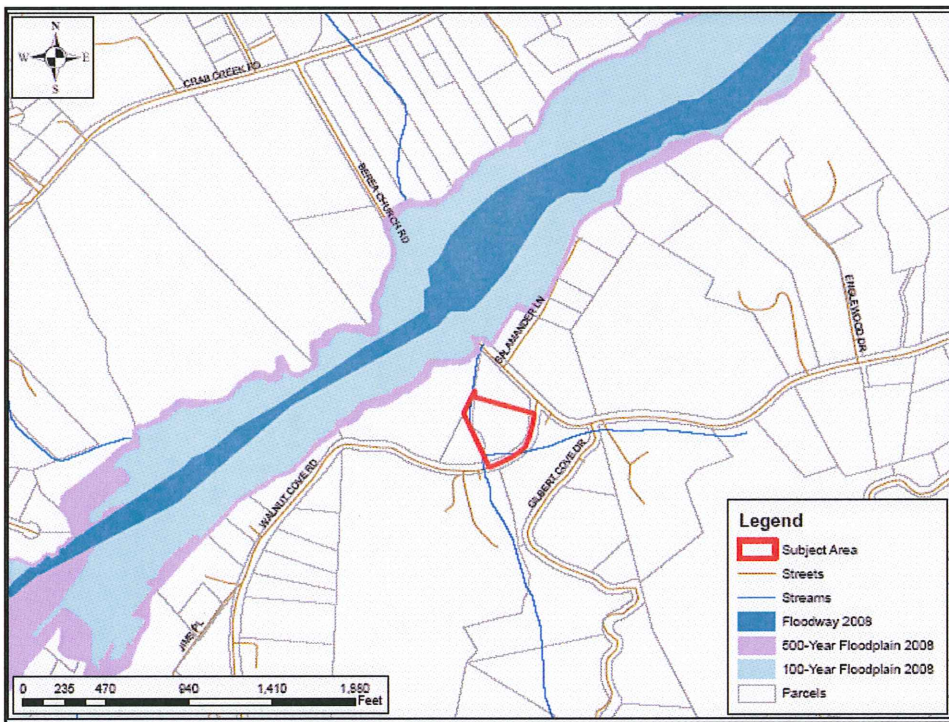 N
W E
S
CRAB CREEK RD
BEREA CHURCH RD
SALAMANDER LN
ENGLEWOOD DR
WALNUT COVE RD
GILBERT COVE DR
JIMS PL
Legend
Subject Area
Streets
Streams
Floodway 2008
500-Year Floodplain 2008
100-Year Floodplain 2008
Parcels
0 235 470 940 1,410 1,880
Feet